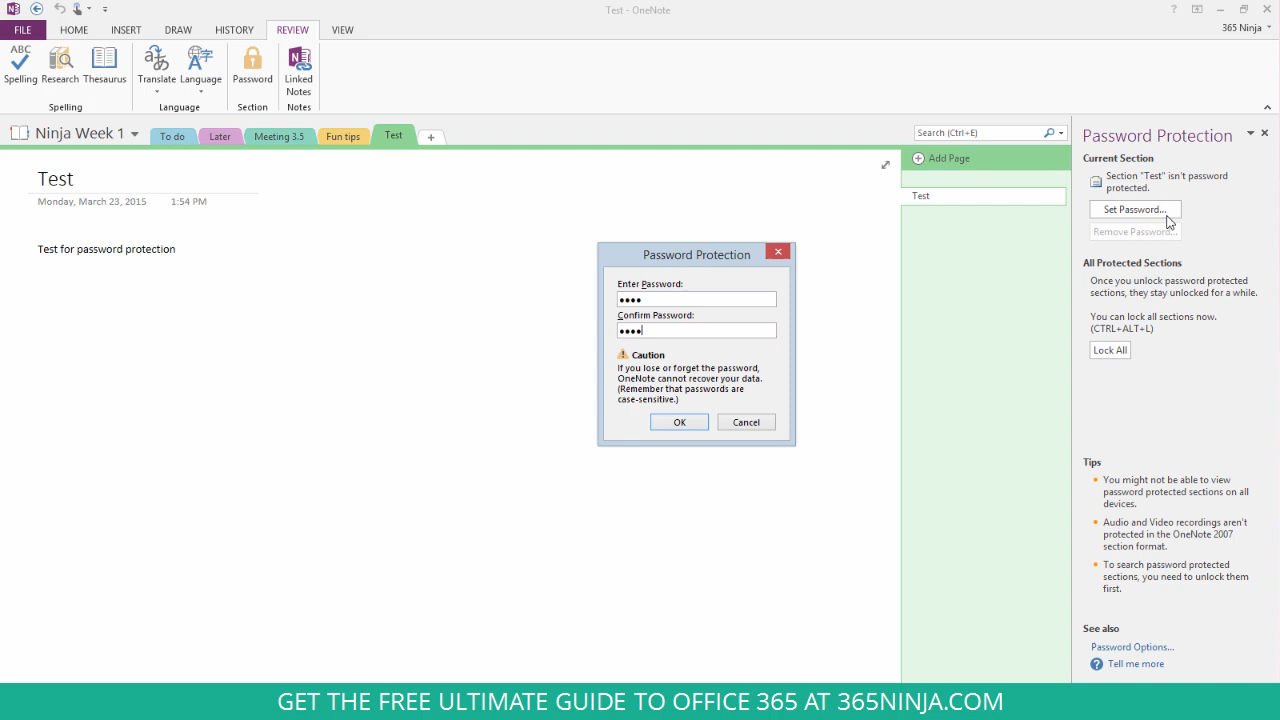 Test - OneNote
?
FILE
HOME
INSERT
DRAW
HISTORY
REVIEW
VIEW
365 Ninja
ABC
Spelling
Research
Thesaurus
Translate
Language
Password
Linked
Notes
Spelling
Language
Section
Notes
Ninja Week 1
To do
Later
Meeting 3.5
Fun tips
Test
+
Search (Ctrl+E)
Add Page
Test
Test
Monday, March 23, 2015 1:54 PM
Test for password protection
Password Protection
Enter Password:
••••
Confirm Password:
••••
Caution
If you lose or forget the password,
OneNote cannot recover your data.
(Remember that passwords are
case-sensitive.)
OK
Cancel
Password Protection
Current Section
Section "Test" isn't password
protected.
Set Password...
Remove Password...
All Protected Sections
Once you unlock password protected
sections, they stay unlocked for a while.
You can lock all sections now.
(CTRL+ALT+L)
Lock All
Tips
You might not be able to view
password protected sections on all
devices.
Audio and Video recordings aren't
protected in the OneNote 2007
section format.
To search password protected
sections, you need to unlock them
first.
See also
Password Options...
Tell me more
GET THE FREE ULTIMATE GUIDE TO OFFICE 365 AT 365NINJA.COM